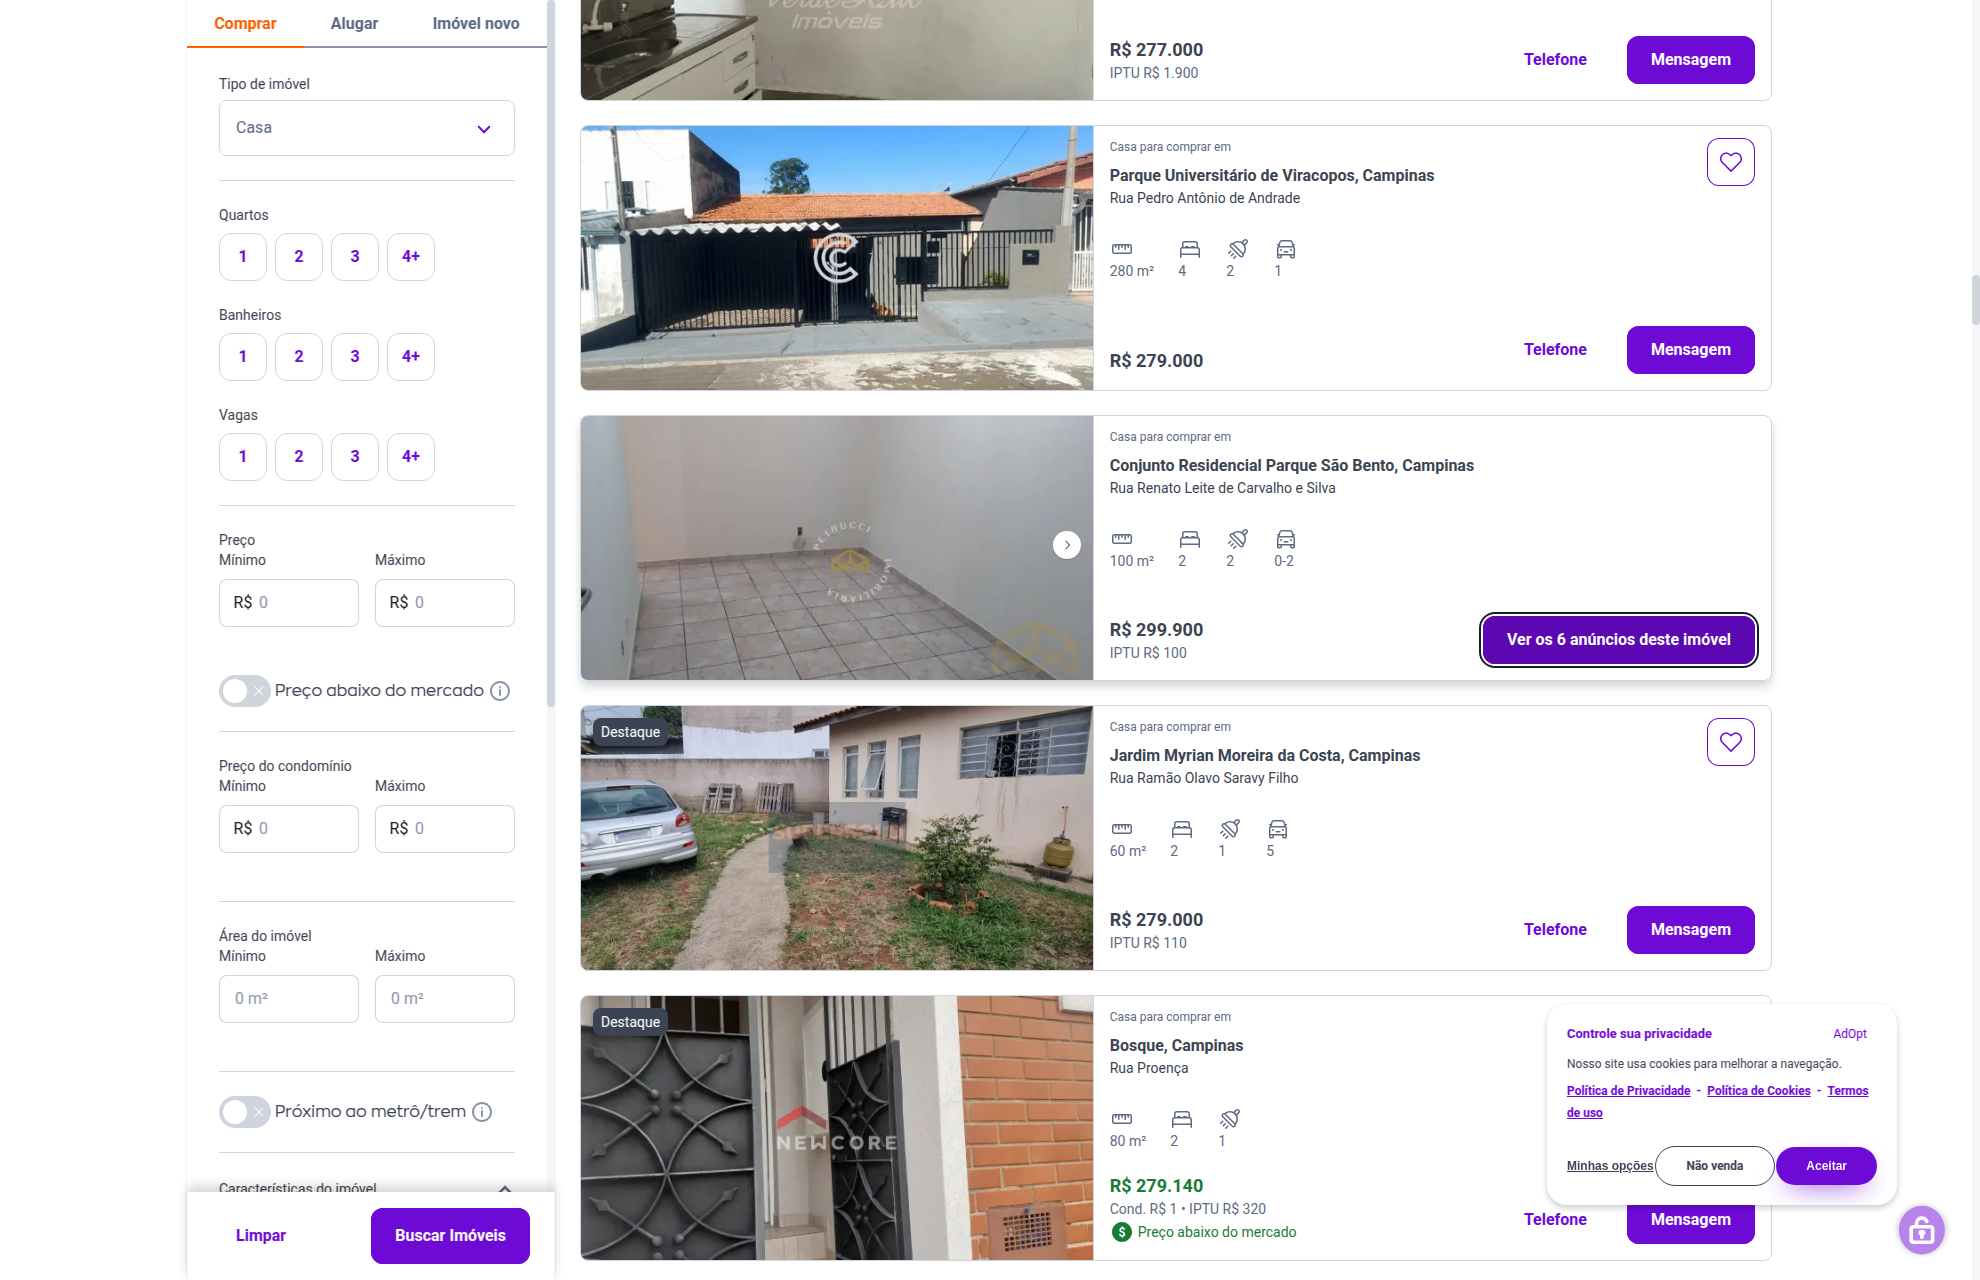 Comprar
Alugar
Imóvel novo
Tipo de imóvel
Casa
Quartos
1
2
3
4+
Banheiros
1
2
3
4+
Vagas
1
2
3
4+
Preço
Mínimo
Máximo
R$ 0
R$ 0
Preço abaixo do mercado
Preço do condomínio
Mínimo
Máximo
R$ 0
R$ 0
Área do imóvel
Mínimo
Máximo
0 m²
0 m²
Próximo ao metrô/trem
Características do imóvel
Limpar
Buscar Imóveis
Verde Azul
Imóveis
R$ 277.000
IPTU R$ 1.900
Telefone
Mensagem
Casa para comprar em
Parque Universitário de Viracopos, Campinas
Rua Pedro Antônio de Andrade
280 m²
4
2
1
R$ 279.000
Telefone
Mensagem
PETRUCCI
IMOBILIÁRIA
Casa para comprar em
Conjunto Residencial Parque São Bento, Campinas
Rua Renato Leite de Carvalho e Silva
100 m²
2
2
0-2
R$ 299.900
IPTU R$ 100
Ver os 6 anúncios deste imóvel
Destaque
Casa para comprar em
Jardim Myrian Moreira da Costa, Campinas
Rua Ramão Olavo Saravy Filho
60 m²
2
1
5
R$ 279.000
IPTU R$ 110
Telefone
Mensagem
Destaque
NEWCORE
Casa para comprar em
Bosque, Campinas
Rua Proença
80 m²
2
1
R$ 279.140
Cond. R$ 1 • IPTU R$ 320
Preço abaixo do mercado
Telefone
Mensagem
Controle sua privacidade
AdOpt
Nosso site usa cookies para melhorar a navegação.
Política de Privacidade - Política de Cookies - Termos
de uso
Minhas opções
Não venda
Aceitar